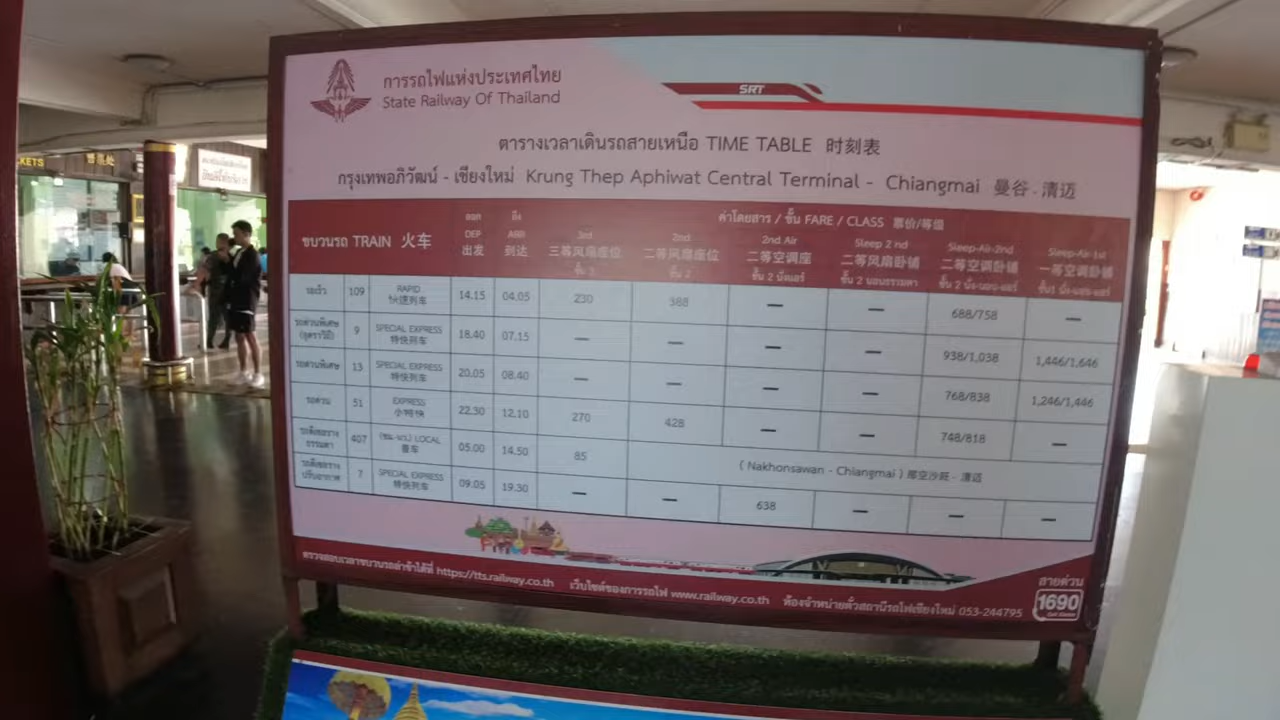 การรถไฟแห่งประเทศไทย
State Railway Of Thailand
SRT
ตารางเวลาเดินรถสายเหนือ TIME TABLE 时刻表
กรุงเทพอภิวัฒน์ - เชียงใหม่ Krung Thep Aphiwat Central Terminal - Chiangmai 曼谷 - 清迈
ขบวนรถ TRAIN 火车
ออก DEP 出发
ถึง ARR 到达
ค่าโดยสาร / ชั้น FARE / CLASS 票价/等级
3rd 三等风扇座位 ชั้น 3
2nd 二等风扇座位 ชั้น 2
2nd Air 二等空调座 ชั้น 2 นั่งแอร์
Sleep 2 nd 二等风扇卧铺 ชั้น 2 นอนธรรมดา
Sleep-Air-2nd 二等空调卧铺 ชั้น 2 นั่ง-นอน-แอร์
Sleep-Air-1st 一等空调卧铺 ชั้น1 นั่ง-นอน-แอร์
รถเร็ว 109 RAPID 快速列车 14.15 04.05 230 388 — — 688/758 —
รถด่วนพิเศษ (อุตราวิถี) 9 SPECIAL EXPRESS 特快列车 18.40 07.15 — — — — 938/1,038 1,446/1,646
รถด่วนพิเศษ 13 SPECIAL EXPRESS 特快列车 20.05 08.40 — — — — 768/838 1,246/1,446
รถด่วน 51 EXPRESS 小特快 22.30 12.10 270 428 — — 748/818 —
รถดีเซลราง ธรรมดา 407 (ชม-นว.) LOCAL 普车 05.00 14.50 85 ( Nakhonsawan - Chiangmai ) 那空沙旺 - 清迈
รถดีเซลราง ปรับอากาศ 7 SPECIAL EXPRESS 特快列车 09.05 19.30 — — 638 — — —
ตรวจสอบเวลาขบวนรถล่าช้าได้ที่ https://tts.railway.co.th เว็บไซต์ของการรถไฟ www.railway.co.th ห้องจำหน่ายตั๋วสถานีรถไฟเชียงใหม่ 053-244795
สายด่วน
1690
Call Center
KETS
售票处